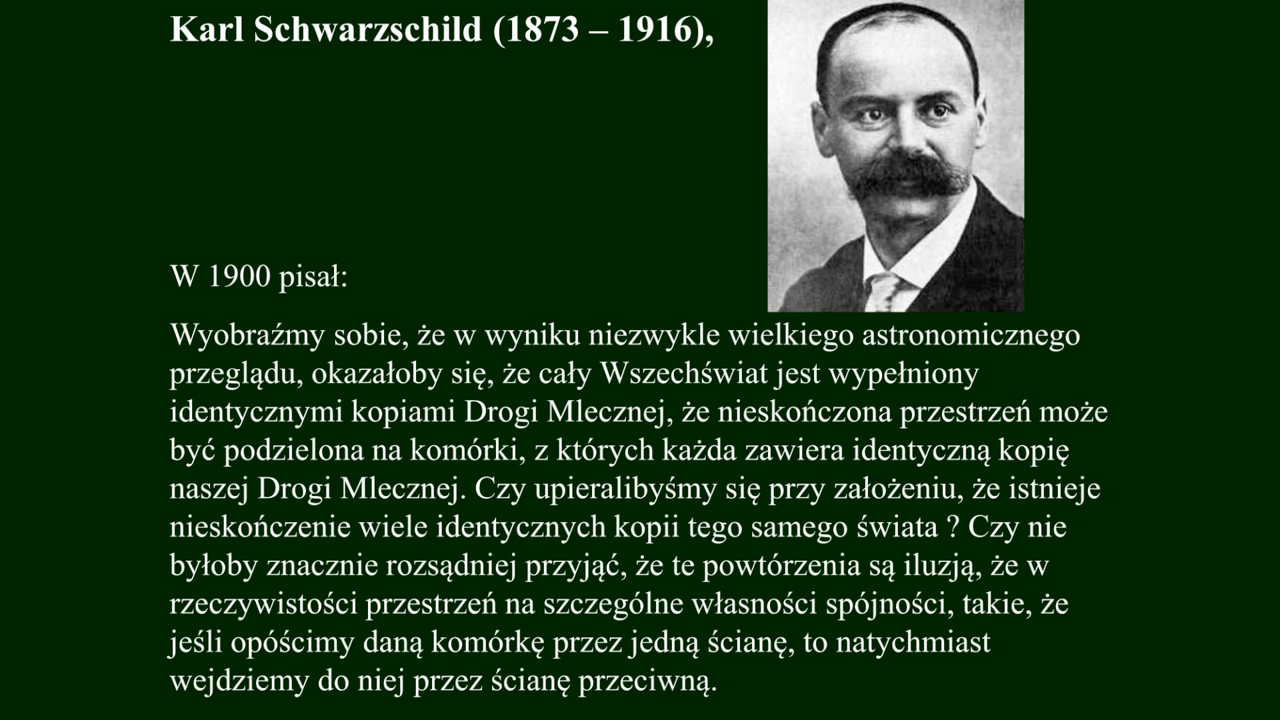 Karl Schwarzschild (1873 – 1916),
W 1900 pisał:
Wyobraźmy sobie, że w wyniku niezwykle wielkiego astronomicznego
przeglądu, okazałoby się, że cały Wszechświat jest wypełniony
identycznymi kopiami Drogi Mlecznej, że nieskończona przestrzeń może
być podzielona na komórki, z których każda zawiera identyczną kopię
naszej Drogi Mlecznej. Czy upieralibyśmy się przy założeniu, że istnieje
nieskończenie wiele identycznych kopii tego samego świata ? Czy nie
byłoby znacznie rozsądniej przyjąć, że te powtórzenia są iluzją, że w
rzeczywistości przestrzeń na szczególne własności spójności, takie, że
jeśli opóścimy daną komórkę przez jedną ścianę, to natychmiast
wejdziemy do niej przez ścianę przeciwną.